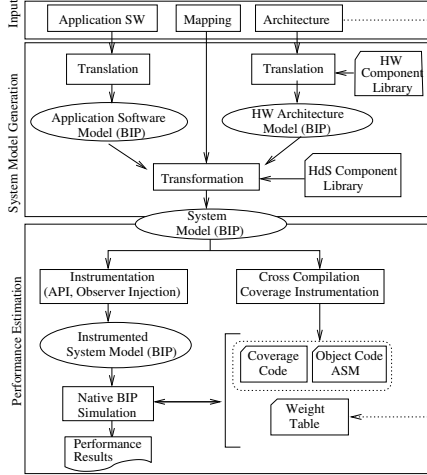 Input
Application SW
Mapping
Architecture
System Model Generation
Translation
Translation
HW
Component
Library
Application Software
Model (BIP)
HW Architecture
Model (BIP)
Transformation
HdS Component
Library
System
Model (BIP)
Performance Estimation
Instrumentation
(API, Observer Injection)
Cross Compilation
Coverage Instrumentation
Instrumented
System Model (BIP)
Coverage
Code
Object Code
ASM
Native BIP
Simulation
Weight
Table
Performance
Results